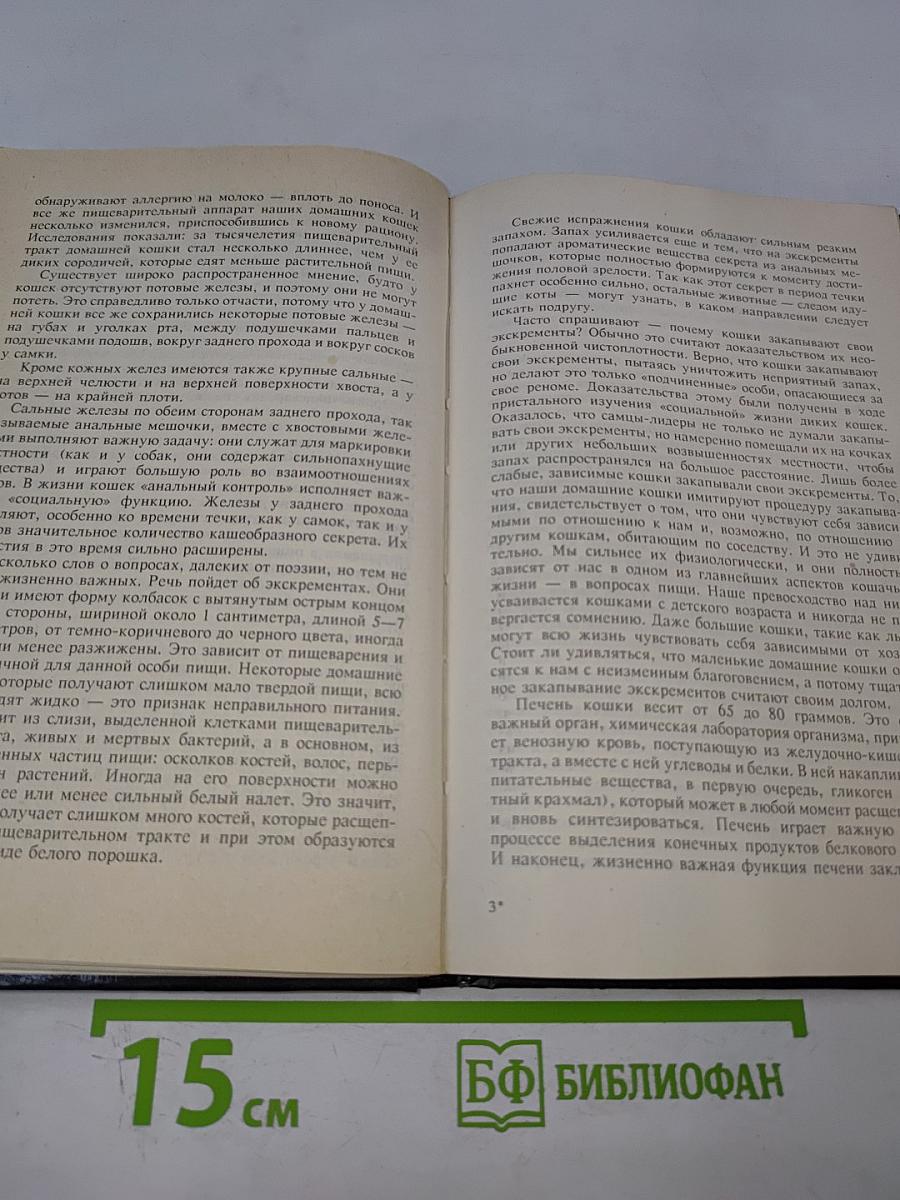 обнаруживают аллергию на молоко — вплоть до поноса. И
все же пищеварительный аппарат наших домашних кошек
несколько изменился, приспособившись к новому рациону.
Исследования показали: за тысячелетия пищеварительный
тракт домашней кошки стал несколько длиннее, чем у ее
диких сородичей, которые едят меньше растительной пищи.
Существует широко распространенное мнение, будто у
кошек отсутствуют потовые железы, и поэтому они не могут
потеть. Это справедливо только отчасти, потому что у домаш-
ней кошки все же сохранились некоторые потовые железы —
на губах и уголках рта, между подушечками пальцев и
подушечками подошв, вокруг заднего прохода и вокруг сосков
у самки.
Кроме кожных желез имеются также крупные сальные —
на верхней челюсти и на верхней поверхности хвоста, а у
отов — на крайней плоти.
Сальные железы по обеим сторонам заднего прохода, так
зываемые анальные мешочки, вместе с хвостовыми желе-
ми выполняют важную задачу: они служат для маркировки
стности (как и у собак, они содержат сильнопахнущие
щества) и играют большую роль во взаимоотношениях
ов. В жизни кошек «анальный контроль» исполняет важ-
«социальную» функцию. Железы у заднего прохода
ляют, особенно ко времени течки, как у самок, так и у
ов значительное количество кашеобразного секрета. Их
стия в это время сильно расширены.
сколько слов о вопросах, далеких от поэзии, но тем не
жизненно важных. Речь пойдет об экскрементах. Они
и имеют форму колбасок с вытянутым острым концом
стороны, шириной около 1 сантиметра, длиной 5—7
тров, от темно-коричневого до черного цвета, иногда
и менее разжижены. Это зависит от пищеварения и
ичной для данной особи пищи. Некоторые домашние
оторые получают слишком мало твердой пищи, всю
дят жидко — это признак неправильного питания.
ит из слизи, выделенной клетками пищеваритель-
та, живых и мертвых бактерий, а в основном, из
енных частиц пищи: осколков костей, волос, перь-
н растений. Иногда на его поверхности можно
ее или менее сильный белый налет. Это значит,
олучает слишком много костей, которые расщеп-
ищеварительном тракте и при этом образуются
иде белого порошка.
Свежие испражнения кошки обладают сильным резким
запахом. Запах усиливается еще и тем, что на экскременты
попадают ароматические вещества секрета из анальных ме-
шочков, которые полностью формируются к моменту дости-
жения половой зрелости. Так как этот секрет в период течки
пахнет особенно сильно, остальные животные — следом иду-
щие коты — могут узнать, в каком направлении следует
искать подругу.
Часто спрашивают — почему кошки закапывают свои
экскременты? Обычно это считают доказательством их нео-
быкновенной чистоплотности. Верно, что кошки закапывают
свои экскременты, пытаясь уничтожить неприятный запах,
но делают это только «подчиненные» особи, опасающиеся за
свое реноме. Доказательства этому были получены в ходе
пристального изучения «социальной» жизни диких кошек.
Оказалось, что самцы-лидеры не только не думали закапы-
вать свои экскременты, но намеренно помещали их на кочках
или других небольших возвышенностях местности, чтобы
запах распространялся на большое расстояние. Лишь более
слабые, зависимые кошки закапывали свои экскременты. То,
что наши домашние кошки имитируют процедуру закапыва-
ния, свидетельствует о том, что они чувствуют себя зависи-
мыми по отношению к нам и, возможно, по отношению
другим кошкам, обитающим по соседству. И это не удиви
тельно. Мы сильнее их физиологически, и они полность
зависят от нас в одном из главнейших аспектов кошачь
жизни — в вопросах пищи. Наше превосходство над ни
усваивается кошками с детского возраста и никогда не п
вергается сомнению. Даже большие кошки, такие как ль
могут всю жизнь чувствовать себя зависимыми от хоз
Стоит ли удивляться, что маленькие домашние кошки о
сятся к нам с неизменным благоговением, а потому тщат
ное закапывание экскрементов считают своим долгом.
Печень кошки весит от 65 до 80 граммов. Это
важный орган, химическая лаборатория организма, при
ет венозную кровь, поступающую из желудочно-кише
тракта, а вместе с ней углеводы и белки. В ней накапли
питательные вещества, в первую очередь, гликоген
тный крахмал), который может в любой момент расщеп
и вновь синтезироваться. Печень играет важную
процессе выделения конечных продуктов белкового
И наконец, жизненно важная функция печени закл
3*
15 см
БФ БИБЛИОФАН